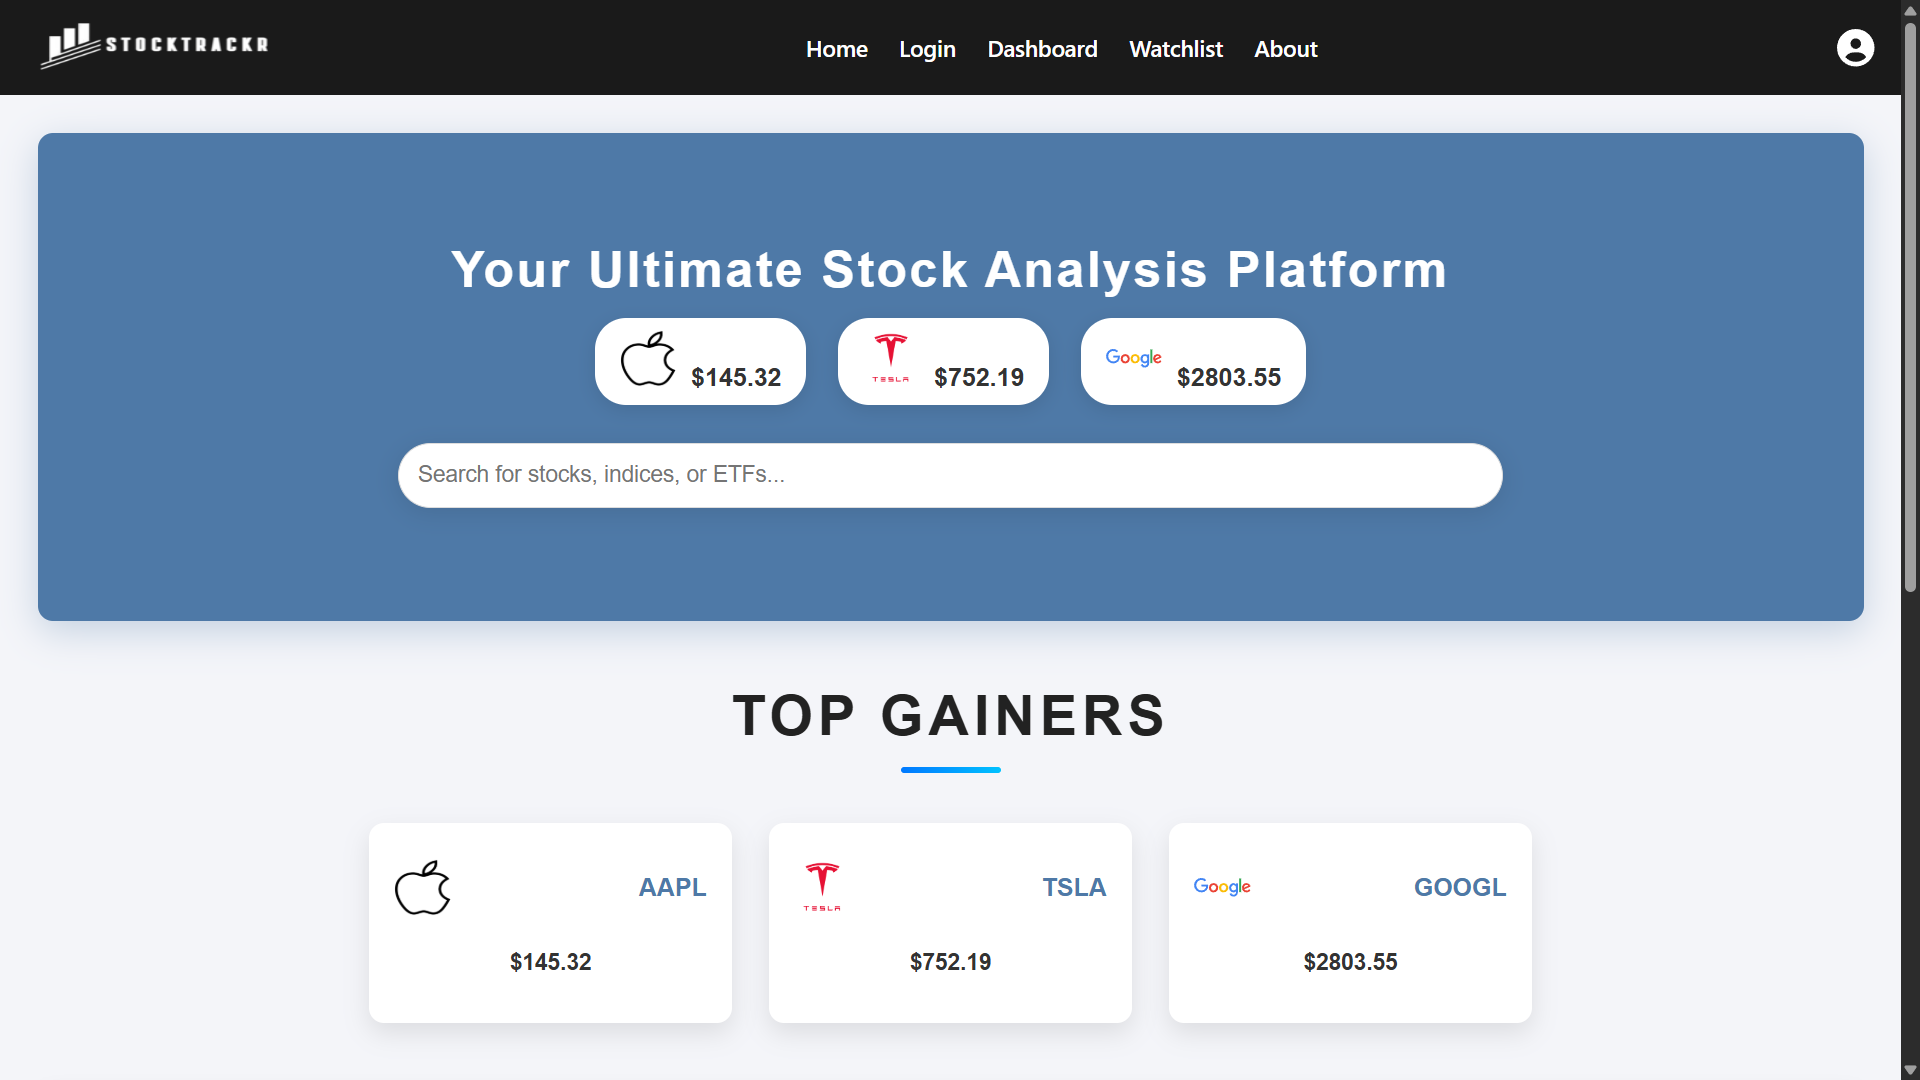 STOCKTRACKR
Home Login Dashboard Watchlist About
Your Ultimate Stock Analysis Platform
$145.32
TESLA $752.19
Google $2803.55
Search for stocks, indices, or ETFs...
TOP GAINERS
AAPL
$145.32
TESLA TSLA
$752.19
Google GOOGL
$2803.55